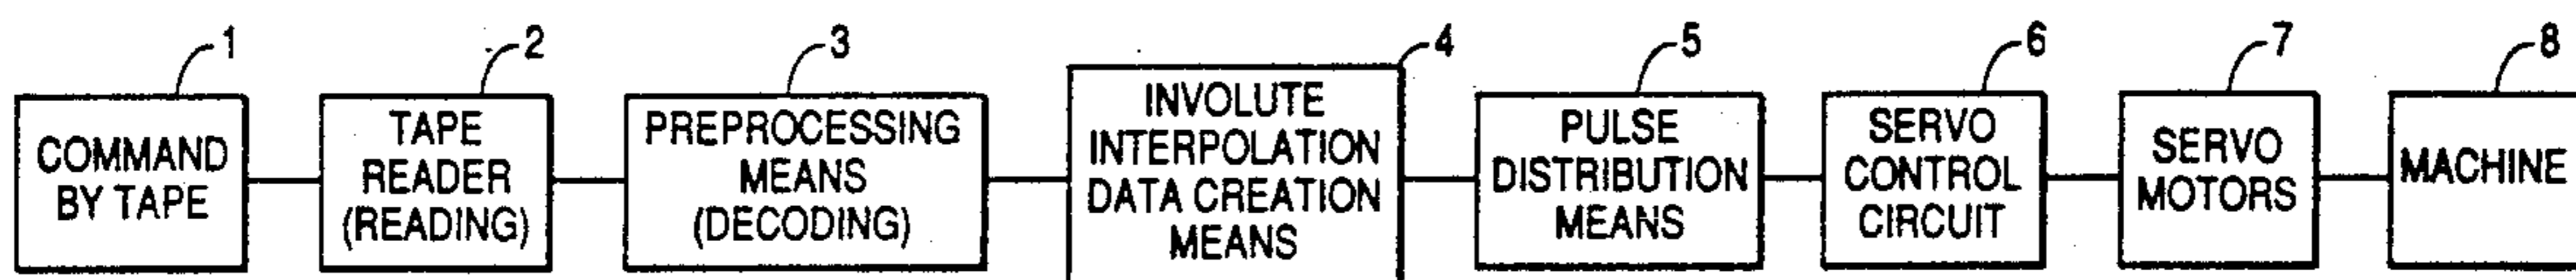 1
COMMAND
BY TAPE
2
TAPE
READER
(READING)
3
PREPROCESSING
MEANS
(DECODING)
4
INVOLUTE
INTERPOLATION
DATA CREATION
MEANS
5
PULSE
DISTRIBUTION
MEANS
6
SERVO
CONTROL
CIRCUIT
7
SERVO
MOTORS
8
MACHINE